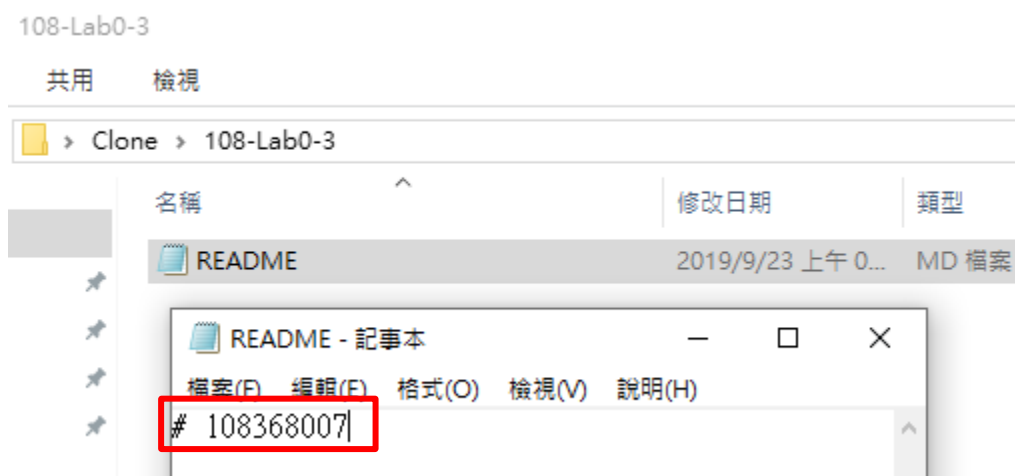 108-Lab0-3
共用 檢視
> Clone > 108-Lab0-3
名稱 修改日期 類型
README 2019/9/23 上午 0... MD 檔案
README - 記事本
檔案(F) 編輯(E) 格式(O) 檢視(V) 說明(H)
# 108368007